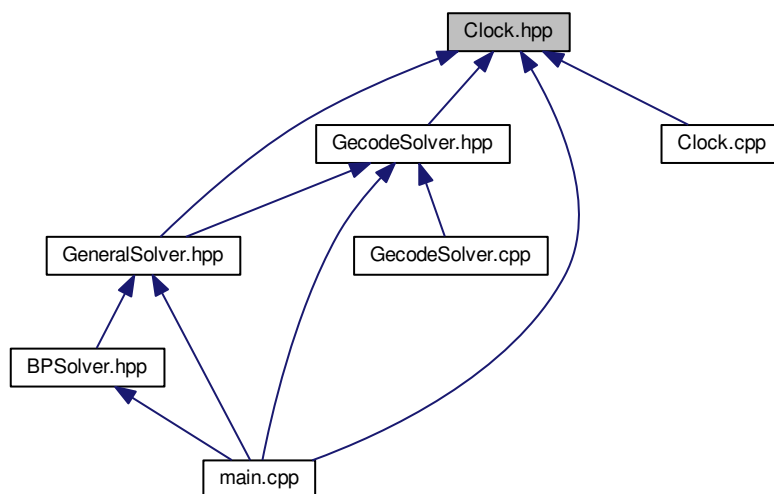 Clock.hpp
GecodeSolver.hpp
Clock.cpp
GeneralSolver.hpp
GecodeSolver.cpp
BPSolver.hpp
main.cpp